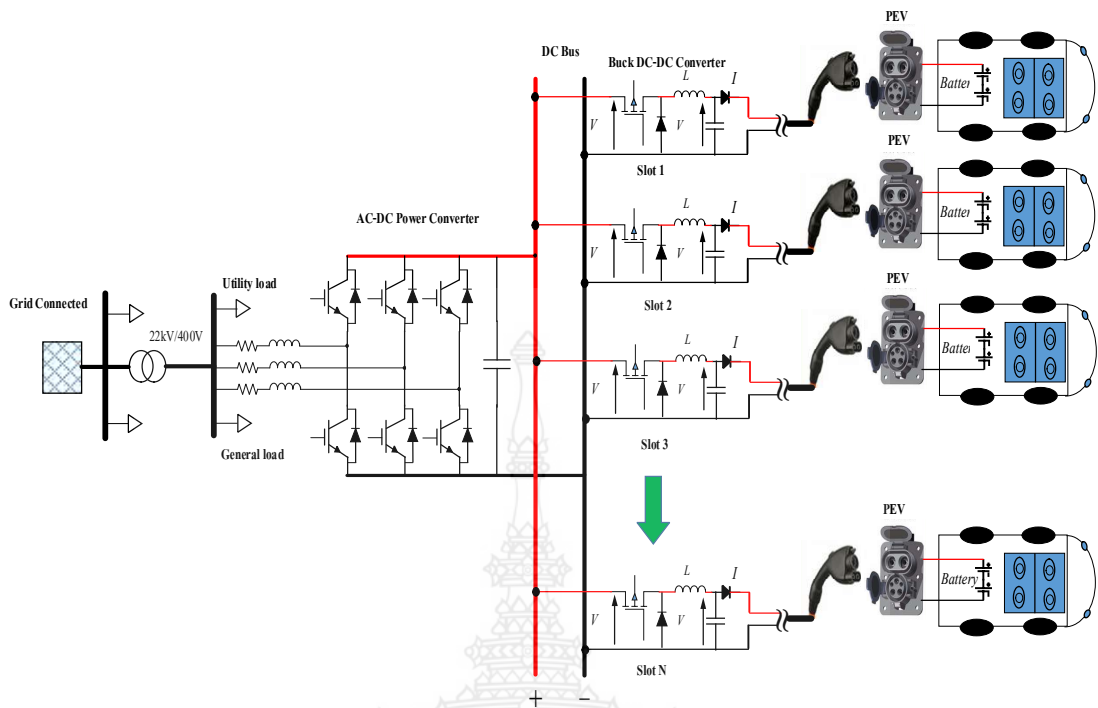 PEV
DC Bus
Buck DC-DC Converter
L
I
Batter
V
V
Slot 1
PEV
AC-DC Power Converter
L
I
Batter
V
V
Slot 2
Utility load
Grid Connected
22kV/400V
PEV
L
I
Batter
V
V
Slot 3
General load
PEV
L
I
Battery
V
V
Slot N
+
−